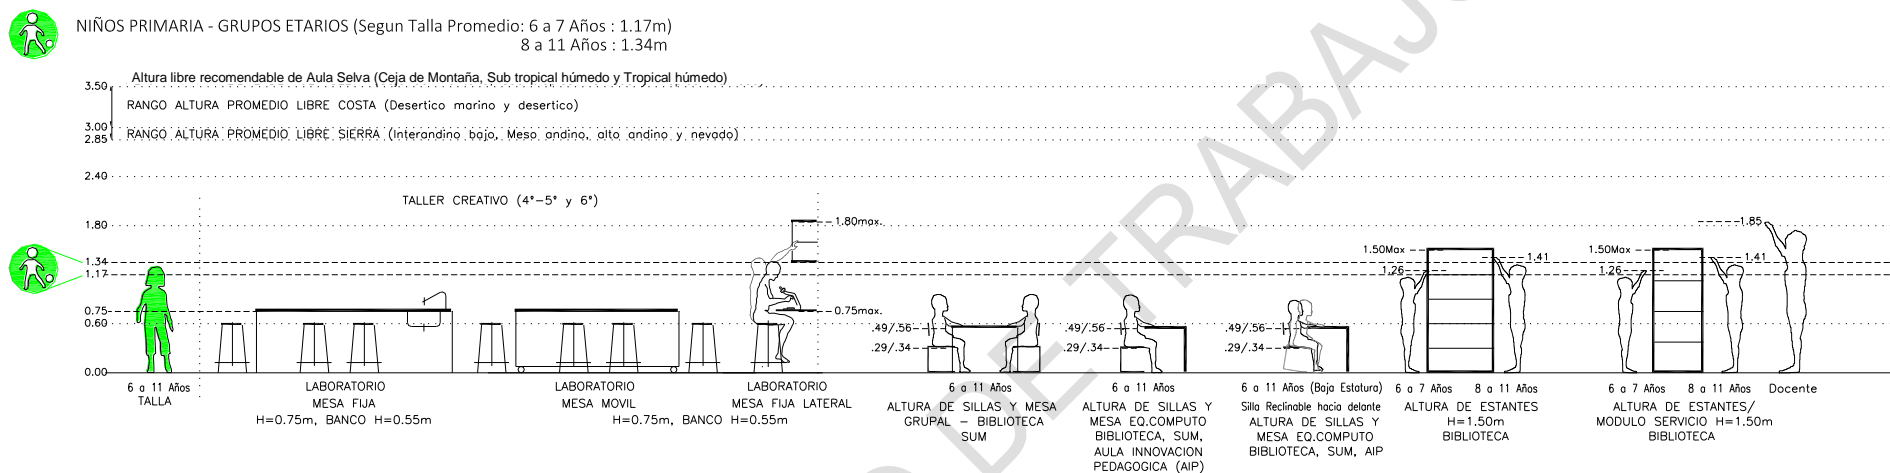 NIÑOS PRIMARIA - GRUPOS ETARIOS (Segun Talla Promedio: 6 a 7 Años : 1.17m)
8 a 11 Años : 1.34m
Altura libre recomendable de Aula Selva (Ceja de Montaña, Sub tropical húmedo y Tropical húmedo)
3.50
RANGO ALTURA PROMEDIO LIBRE COSTA (Desertico marino y desertico)
3.00
RANGO ALTURA PROMEDIO LIBRE SIERRA (Interandino bajo, Meso andino, alto andino y nevado)
2.85
2.40
TALLER CREATIVO (4°-5° y 6°)
1.80
1.80max.
1.85
1.50Max
1.41
1.50Max
1.41
1.34
1.26
1.26
1.17
0.75
0.75max.
0.60
.49/.56
.49/.56
.49/.56
.29/.34
.29/.34
.29/.34
0.00
6 a 11 Años
TALLA
LABORATORIO
MESA FIJA
H=0.75m, BANCO H=0.55m
LABORATORIO
MESA MOVIL
LABORATORIO
MESA FIJA LATERAL
H=0.75m, BANCO H=0.55m
6 a 11 Años
ALTURA DE SILLAS Y MESA
GRUPAL - BIBLIOTECA
SUM
6 a 11 Años
ALTURA DE SILLAS Y
MESA EQ.COMPUTO
BIBLIOTECA, SUM,
AULA INNOVACION
PEDAGOGICA (AIP)
6 a 11 Años (Baja Estatura)
Silla Reclinable hacia delante
ALTURA DE SILLAS Y
MESA EQ.COMPUTO
BIBLIOTECA, SUM, AIP
6 a 7 Años 8 a 11 Años
ALTURA DE ESTANTES
H=1.50m
BIBLIOTECA
6 a 7 Años 8 a 11 Años Docente
ALTURA DE ESTANTES/
MODULO SERVICIO H=1.50m
BIBLIOTECA
DE TRABAJO